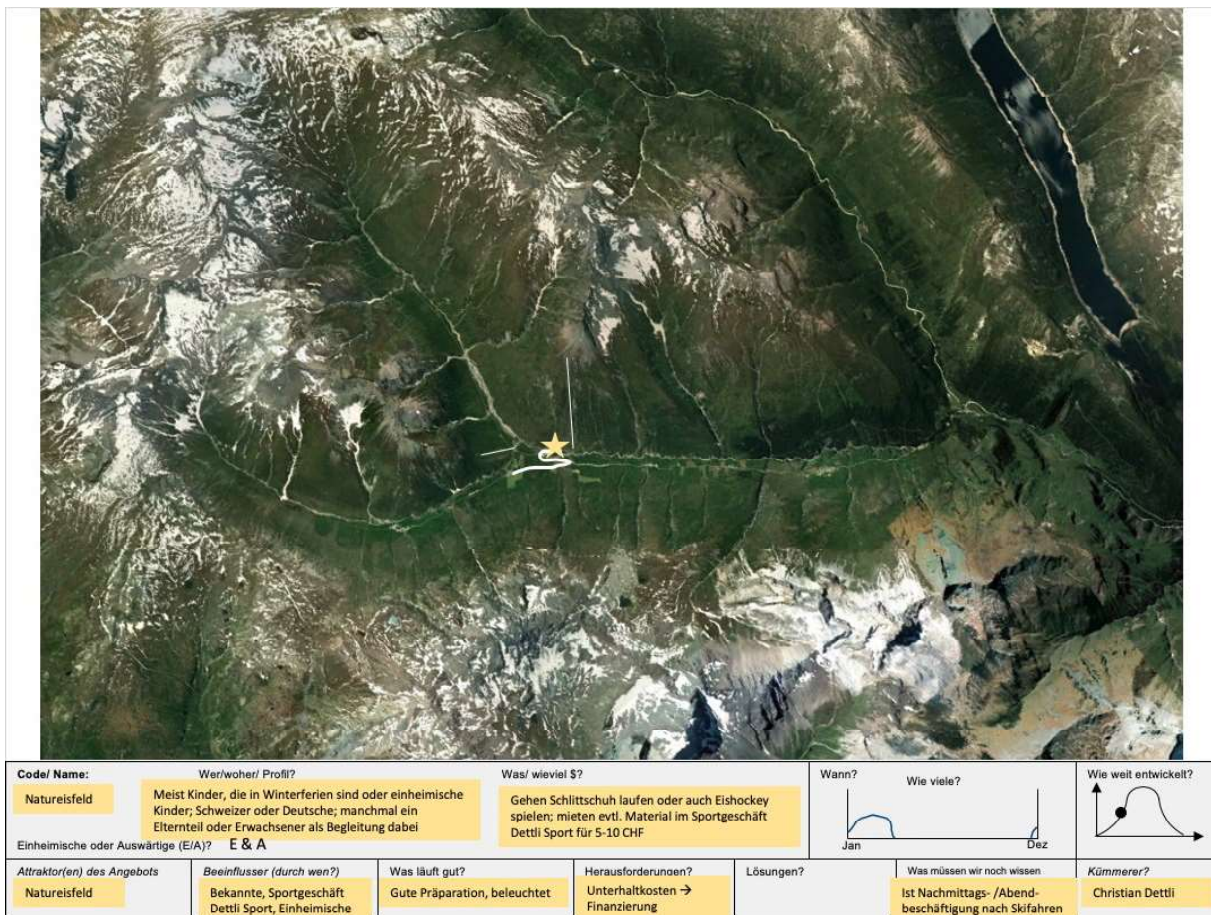 Code/ Name:
Natureisfeld
Wer/woher/ Profil?
Meist Kinder, die in Winterferien sind oder einheimische
Kinder; Schweizer oder Deutsche; manchmal ein
Elternteil oder Erwachsener als Begleitung dabei
Einheimische oder Auswärtige (E/A)? E & A
Was/ wieviel $?
Gehen Schlittschuh laufen oder auch Eishockey
spielen; mieten evtl. Material im Sportgeschäft
Dettli Sport für 5-10 CHF
Wann?
Wie viele?
Jan Dez
Wie weit entwickelt?
Attraktor(en) des Angebots
Natureisfeld
Beeinflusser (durch wen?)
Bekannte, Sportgeschäft
Dettli Sport, Einheimische
Was läuft gut?
Gute Präparation, beleuchtet
Herausforderungen?
Unterhaltkosten →
Finanzierung
Lösungen?
Was müssen wir noch wissen
Ist Nachmittags- /Abend-
beschäftigung nach Skifahren
Kümmerer?
Christian Dettli